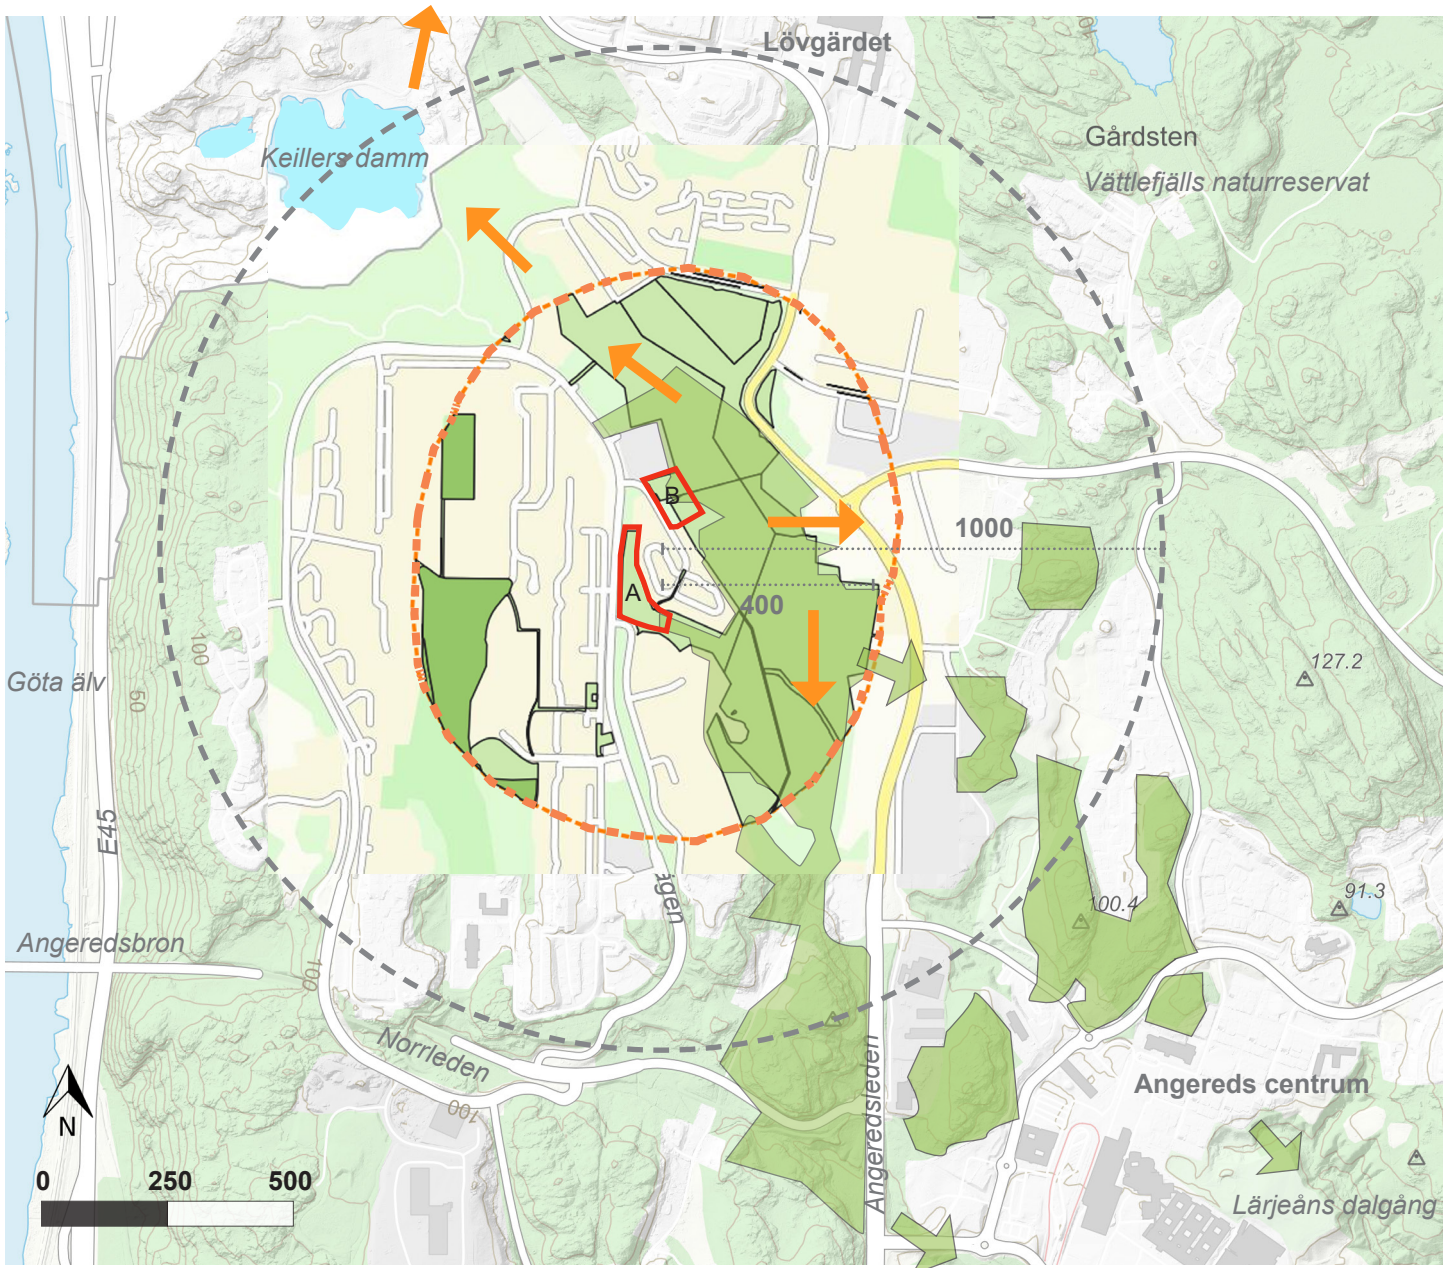 Lövgärdet
Gårdsten
Keillers damm
Vättlefjälls naturreservat
B
1000
A
400
100
127.2
Göta älv
50
E45
91.3
100.4
ägen
Angeredsbron
100
Norrleden
Angeredsleden
Angereds centrum
100
N
0 250 500
Lärjeåns dalgång